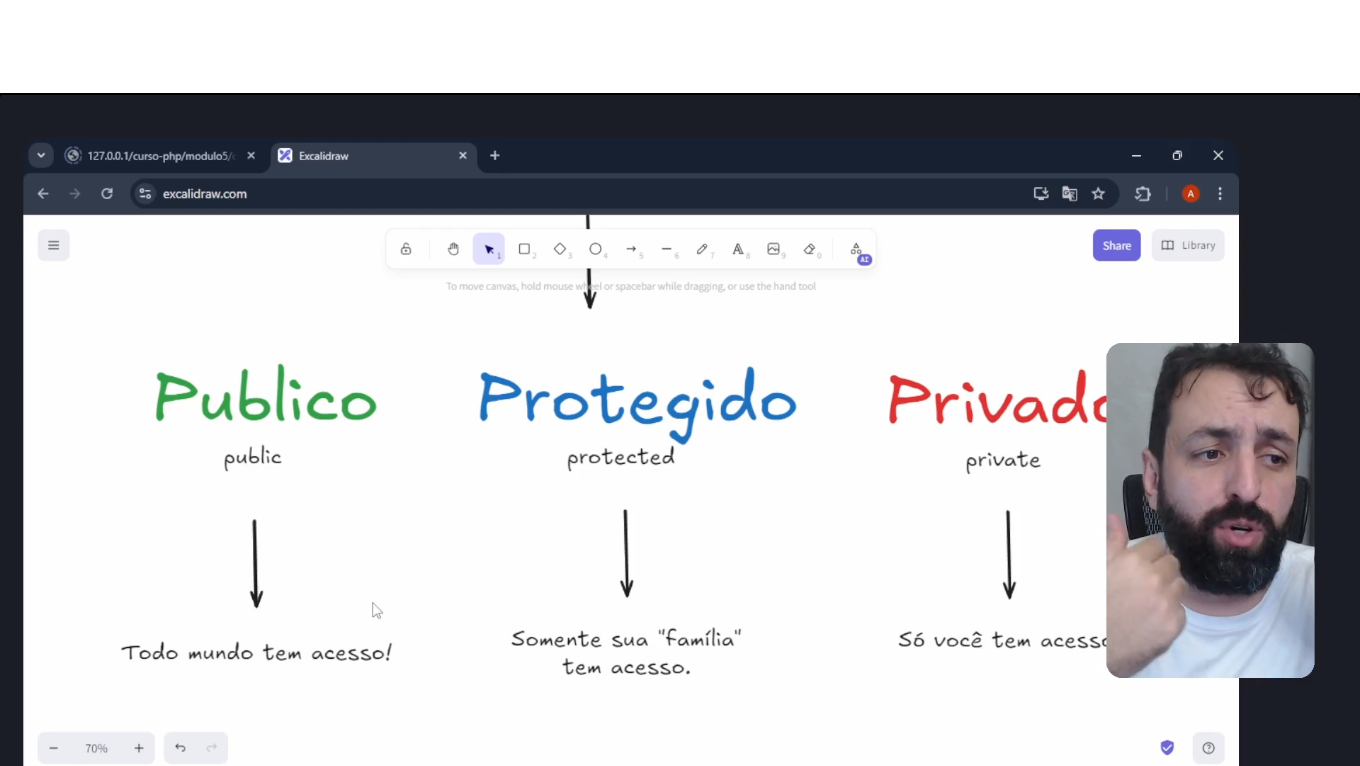 127.0.0.1/curso-php/modulo5/
Excalidraw
excalidraw.com
A
1
2
3
4
5
6
7
8
9
0
AI
Share
Library
To move canvas, hold mouse wheel or spacebar while dragging, or use the hand tool
Publico
Protegido
Privado
public
protected
private
Todo mundo tem acesso!
Somente sua "família"
tem acesso.
Só você tem acesso
70%